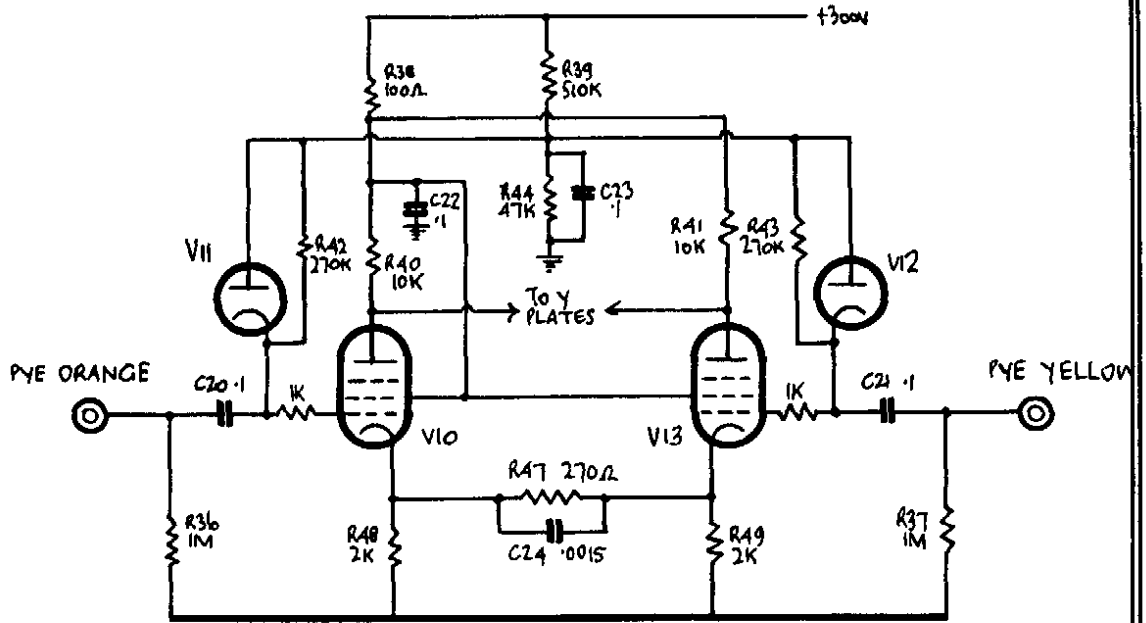 +300V
R38
100Ω
R39
510K
C22
.1
R44
47K
C23
.1
R41
10K
R43
270K
V11
R42
270K
R40
10K
V12
TO Y
PLATES
PYE ORANGE
C20 .1
1K
V10
V13
1K
C21 .1
PYE YELLOW
R47 270Ω
C24 .0015
R36
1M
R48
2K
R49
2K
R37
1M